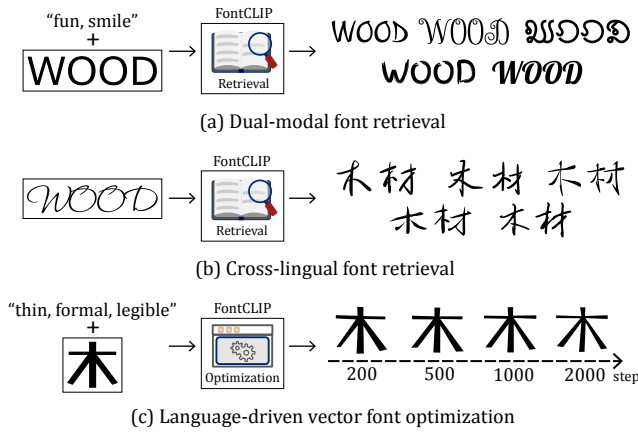 “fun, smile”
+
WOOD
FontCLIP
Retrieval
WOOD WOOD WOOD
WOOD WOOD
(a) Dual-modal font retrieval
WOOD
FontCLIP
Retrieval
木材 木材 木材
木材 木材
(b) Cross-lingual font retrieval
“thin, formal, legible”
+
木
FontCLIP
Optimization
木 木 木 木
200 500 1000 2000 step
(c) Language-driven vector font optimization